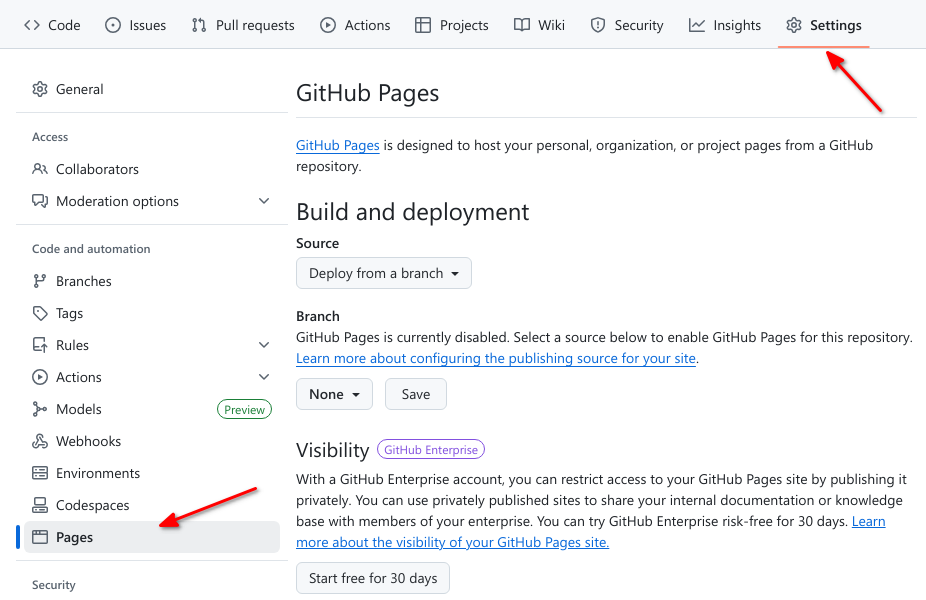 Code Issues Pull requests Actions Projects Wiki Security Insights Settings
General
Access
Collaborators
Moderation options
Code and automation
Branches
Tags
Rules
Actions
Models Preview
Webhooks
Environments
Codespaces
Pages
Security
GitHub Pages
GitHub Pages is designed to host your personal, organization, or project pages from a GitHub
repository.
Build and deployment
Source
Deploy from a branch
Branch
GitHub Pages is currently disabled. Select a source below to enable GitHub Pages for this repository.
Learn more about configuring the publishing source for your site.
None Save
Visibility GitHub Enterprise
With a GitHub Enterprise account, you can restrict access to your GitHub Pages site by publishing it
privately. You can use privately published sites to share your internal documentation or knowledge
base with members of your enterprise. You can try GitHub Enterprise risk-free for 30 days. Learn
more about the visibility of your GitHub Pages site.
Start free for 30 days